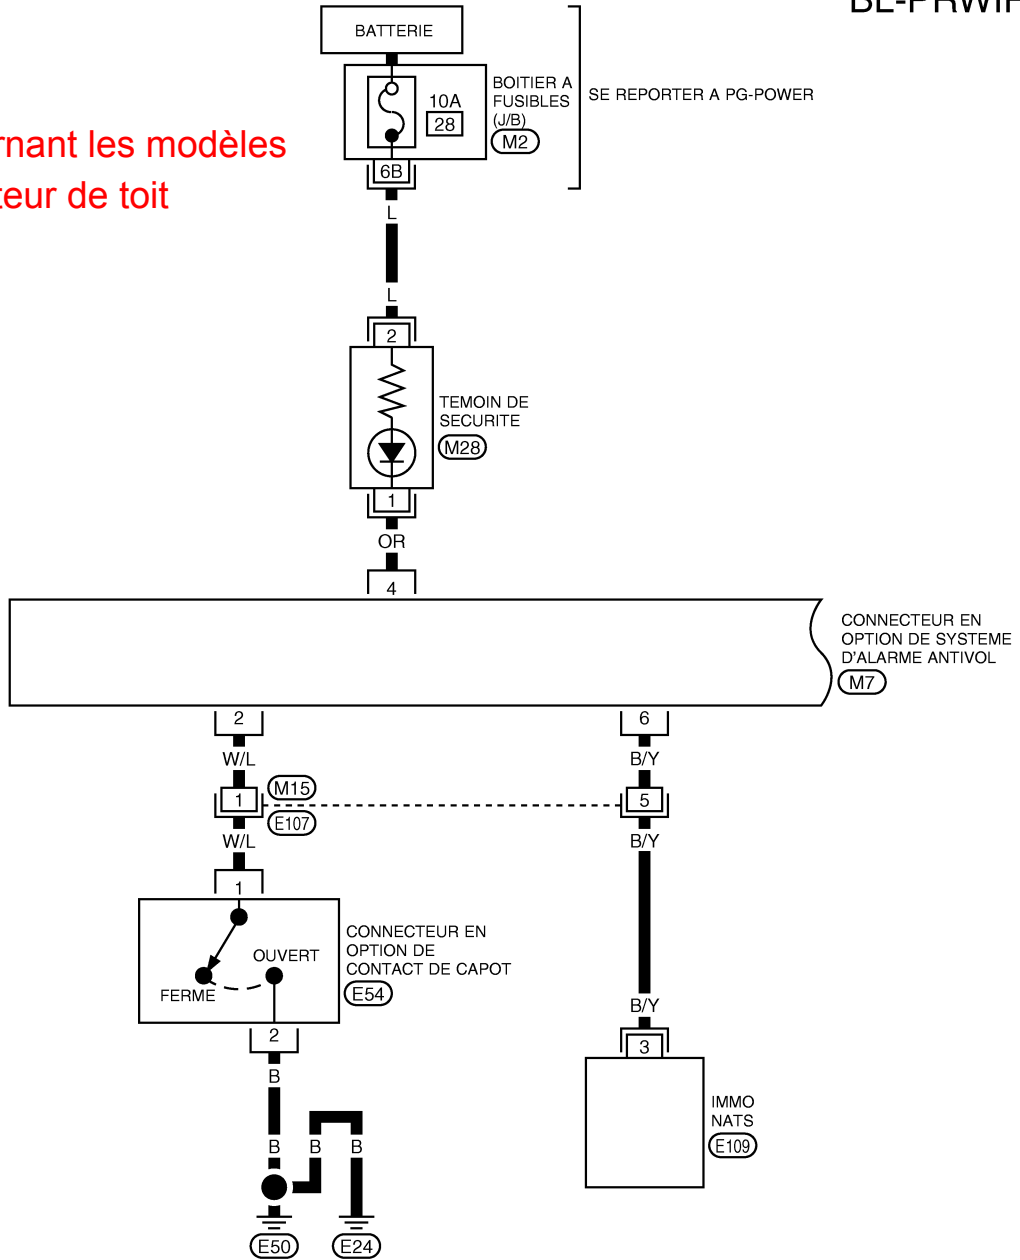 BATTERIE
10A
28
BOITIER A
FUSIBLES
(J/B)
M2
SE REPORTER A PG-POWER
rnant les modèles
teur de toit
6B
L
L
2
TEMOIN DE
SECURITE
M28
1
OR
4
CONNECTEUR EN
OPTION DE SYSTEME
D'ALARME ANTIVOL
M7
2
6
W/L
B/Y
1
M15
E107
5
W/L
B/Y
1
OUVERT
FERME
CONNECTEUR EN
OPTION DE
CONTACT DE CAPOT
E54
2
B/Y
3
B
IMMO
NATS
E109
B
B
B
E50
E24